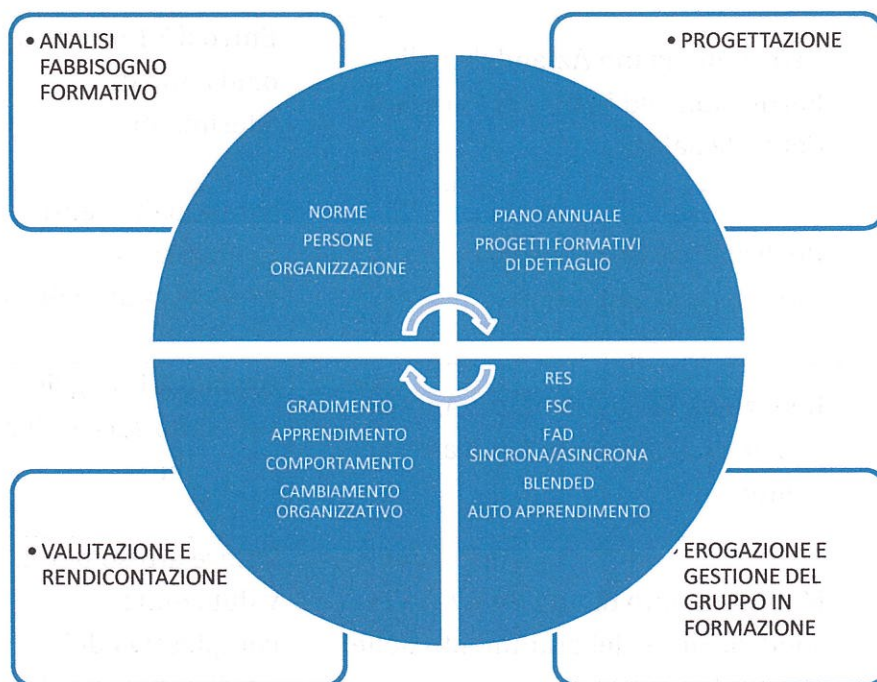 • ANALISI
FABBISOGNO
FORMATIVO
• PROGETTAZIONE
NORME
PERSONE
ORGANIZZAZIONE
PIANO ANNUALE
PROGETTI FORMATIVI
DI DETTAGLIO
GRADIMENTO
APPRENDIMENTO
COMPORTAMENTO
CAMBIAMENTO
ORGANIZZATIVO
RES
FSC
FAD
SINCRONA/ASINCRONA
BLENDED
AUTO APPRENDIMENTO
• VALUTAZIONE E
RENDICONTAZIONE
• EROGAZIONE E
GESTIONE DEL
GRUPPO IN
FORMAZIONE